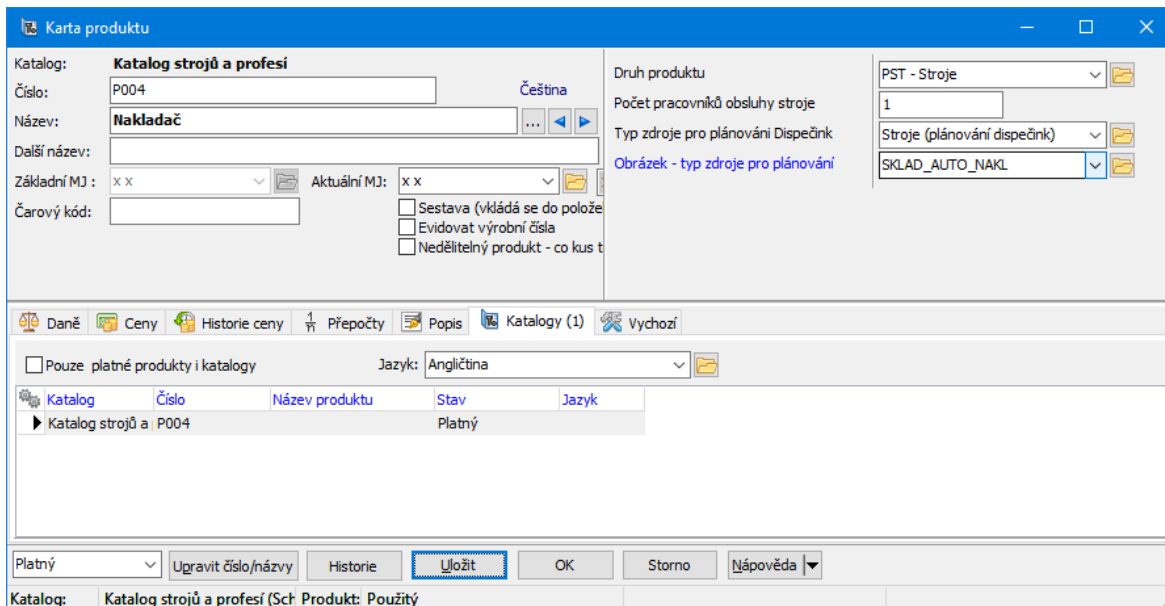 Karta produktu
Katalog: Katalog strojů a profesí
Číslo: P004 Čeština
Název: Nakladač ...
Další název:
Základní MJ : x x Aktuální MJ: x x
Čarový kód:
Sestava (vkládá se do polože
Evidovat výrobní čísla
Nedělitelný produkt - co kus t
Druh produktu PST - Stroje
Počet pracovníků obsluhy stroje 1
Typ zdroje pro plánováni Dispečink Stroje (plánování dispečink)
Obrázek - typ zdroje pro plánování SKLAD_AUTO_NAKL
Daně Ceny Historie ceny 1/n Přepočty Popis Katalogy (1) Vychozí
Pouze platné produkty i katalogy Jazyk: Angličtina
Katalog Číslo Název produktu Stav Jazyk
Katalog strojů a P004 Platný
Platný Upravit číslo/názvy Historie Uložit OK Storno Nápověda
Katalog: Katalog strojů a profesí (Sch Produkt: Použitý